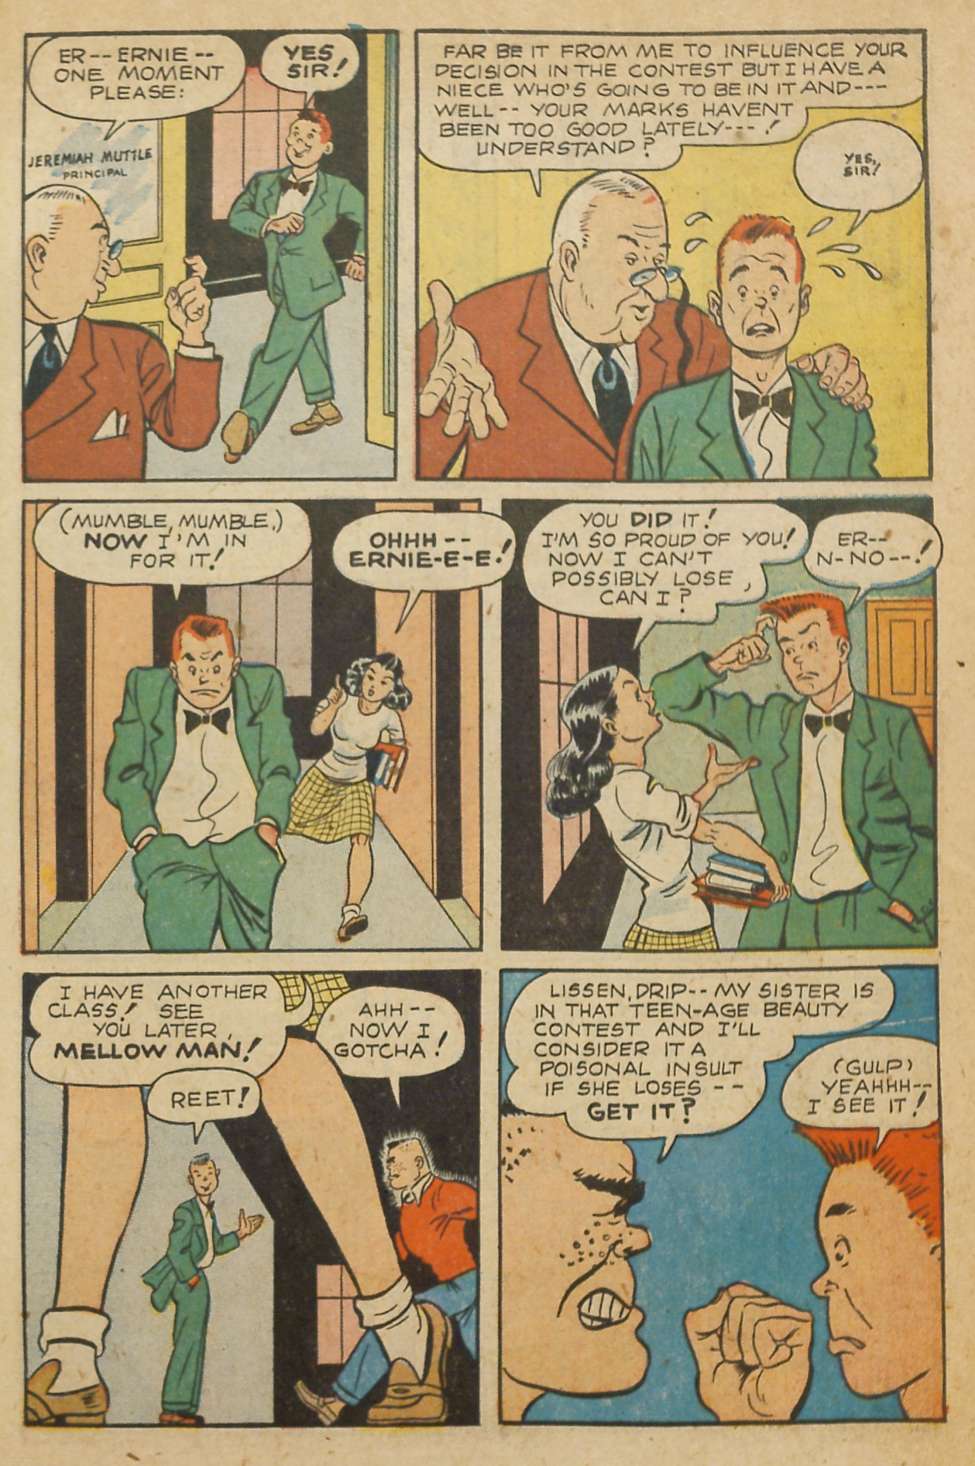 ER-- ERNIE --
ONE MOMENT
PLEASE:
YES
SIR!
JEREMIAH MUTTLE
PRINCIPAL
FAR BE IT FROM ME TO INFLUENCE YOUR
DECISION IN THE CONTEST BUT I HAVE A
NIECE WHO'S GOING TO BE IN IT AND---
WELL-- YOUR MARKS HAVENT
BEEN TOO GOOD LATELY---!
UNDERSTAND?
YES,
SIR!
(MUMBLE, MUMBLE,)
NOW I'M IN
FOR IT!
OHHH --
ERNIE-E-E!
YOU DID IT!
I'M SO PROUD OF YOU!
NOW I CAN'T
POSSIBLY LOSE,
CAN I?
ER--
N-NO--!
I HAVE ANOTHER
CLASS! SEE
YOU LATER,
MELLOW MAN!
REET!
AHH--
NOW I
GOTCHA!
LISSEN, DRIP-- MY SISTER IS
IN THAT TEEN-AGE BEAUTY
CONTEST AND I'LL
CONSIDER IT A
POISONAL INSULT
IF SHE LOSES --
GET IT?
(GULP)
YEAHHH--
I SEE IT!